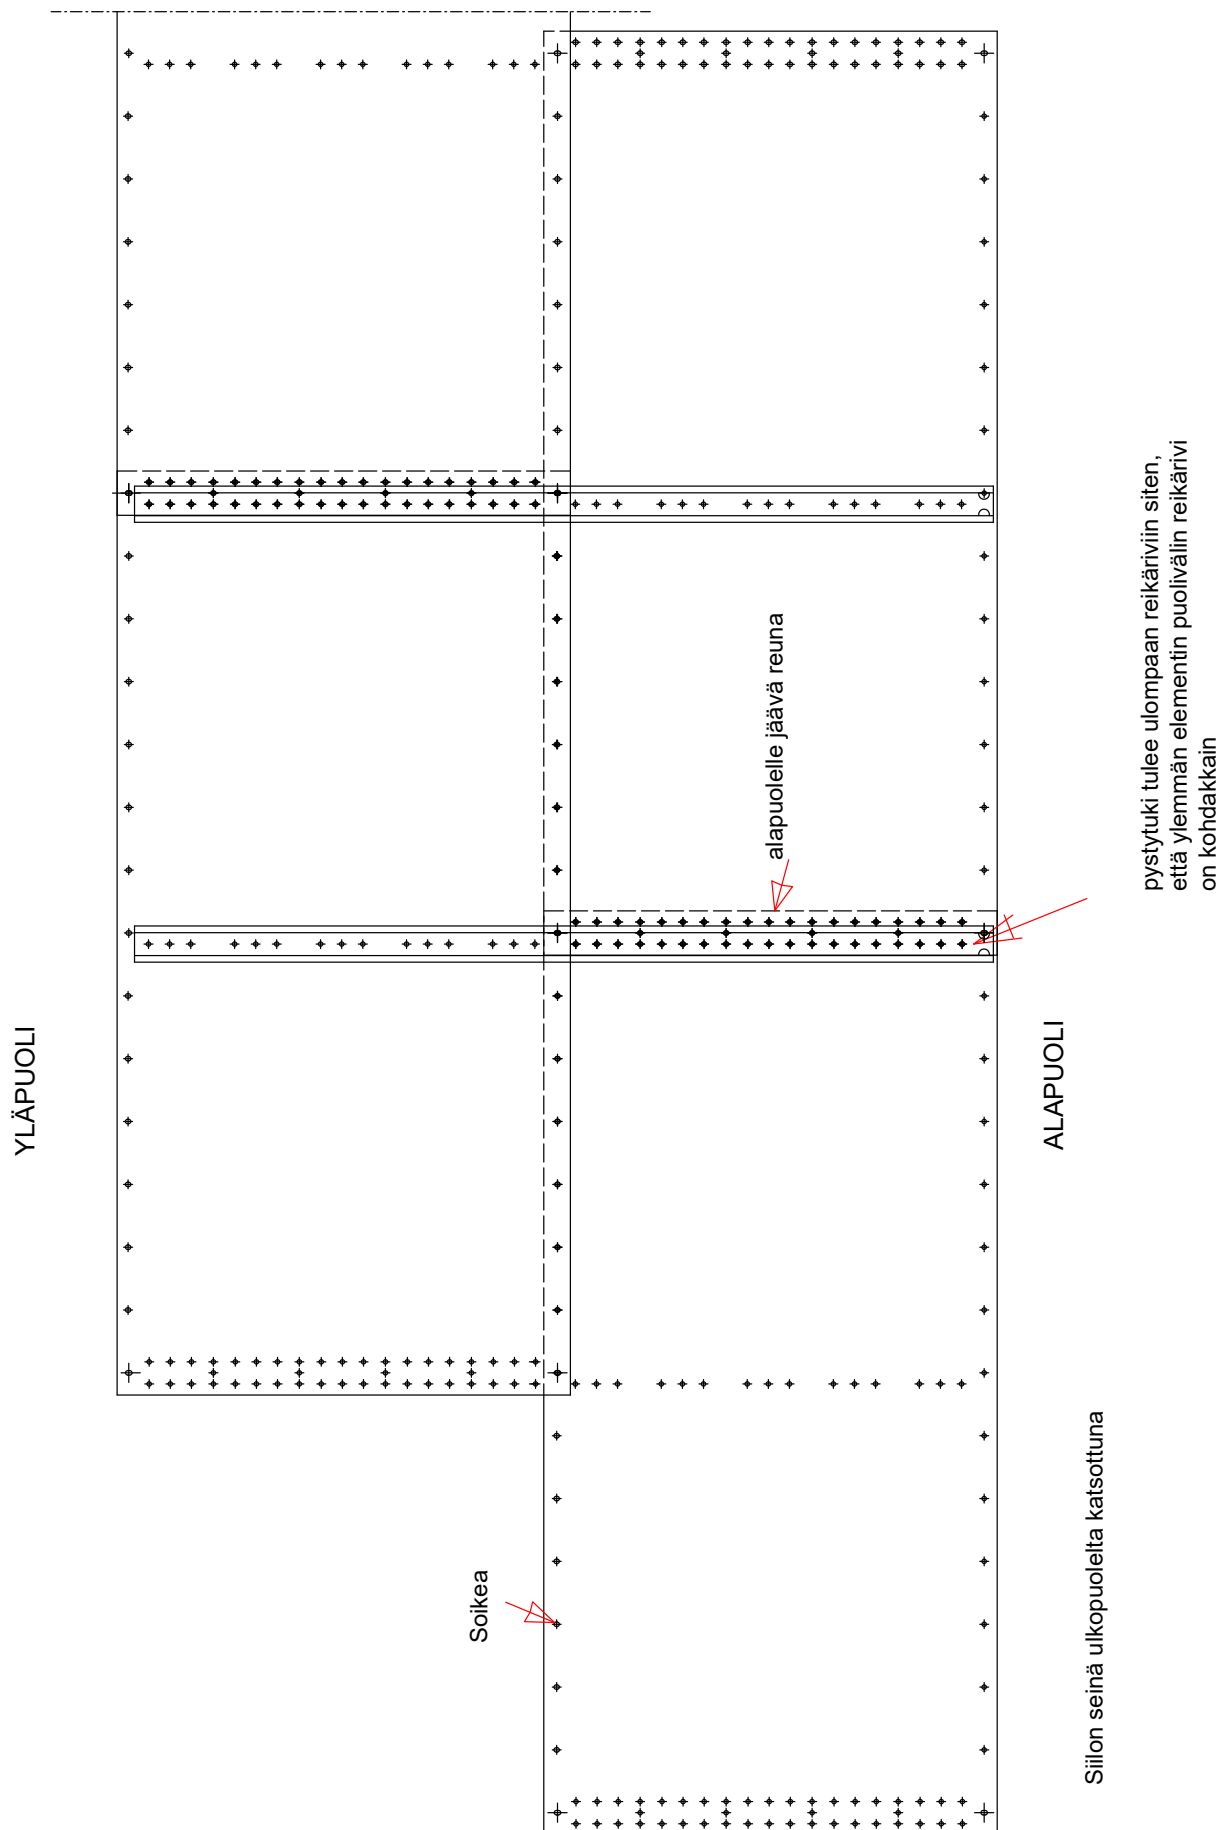 YLÄPUOLI
Soikea
alapuolelle jäävä reuna
ALAPUOLI
Siilon seinä ulkopuolelta katsottuna
pystytuki tulee ulompaan reikäriviin siten,
että ylemmän elementin puolivälin reikärivi
on kohdakkain